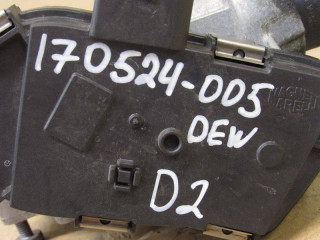 170524-005
DEW
MAGNETI
MARELLI
D2